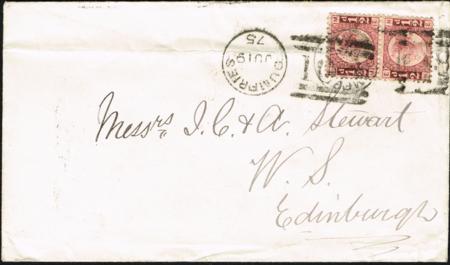 DUMFRIES
JU 19
75
Messrs J. C. & A. Stewart
W. S.
Edinburgh